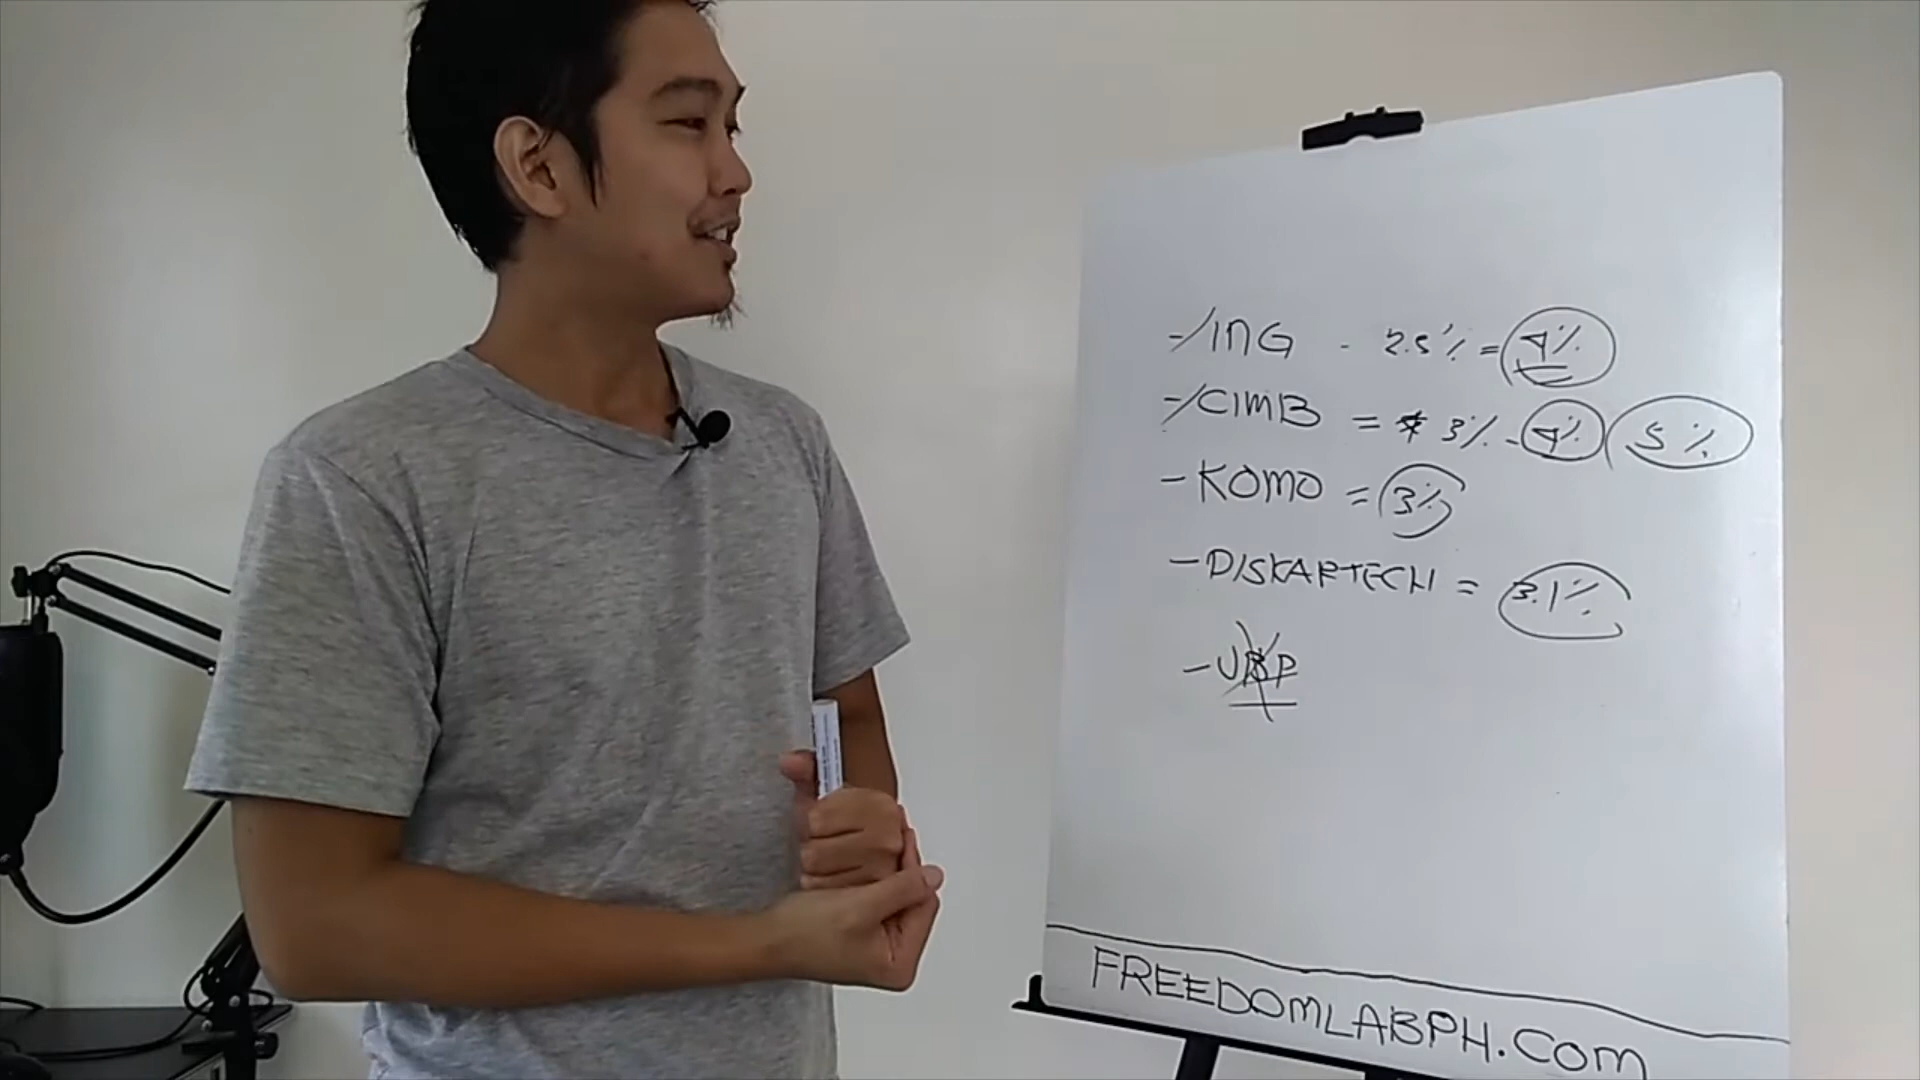 - ING - 2.5% = 4%
- CIMB = 3% - 4% 5%
- KOMO = 3%
- DISKARTECH = 3.1%
- UBP
FREEDOMLABPH.COM